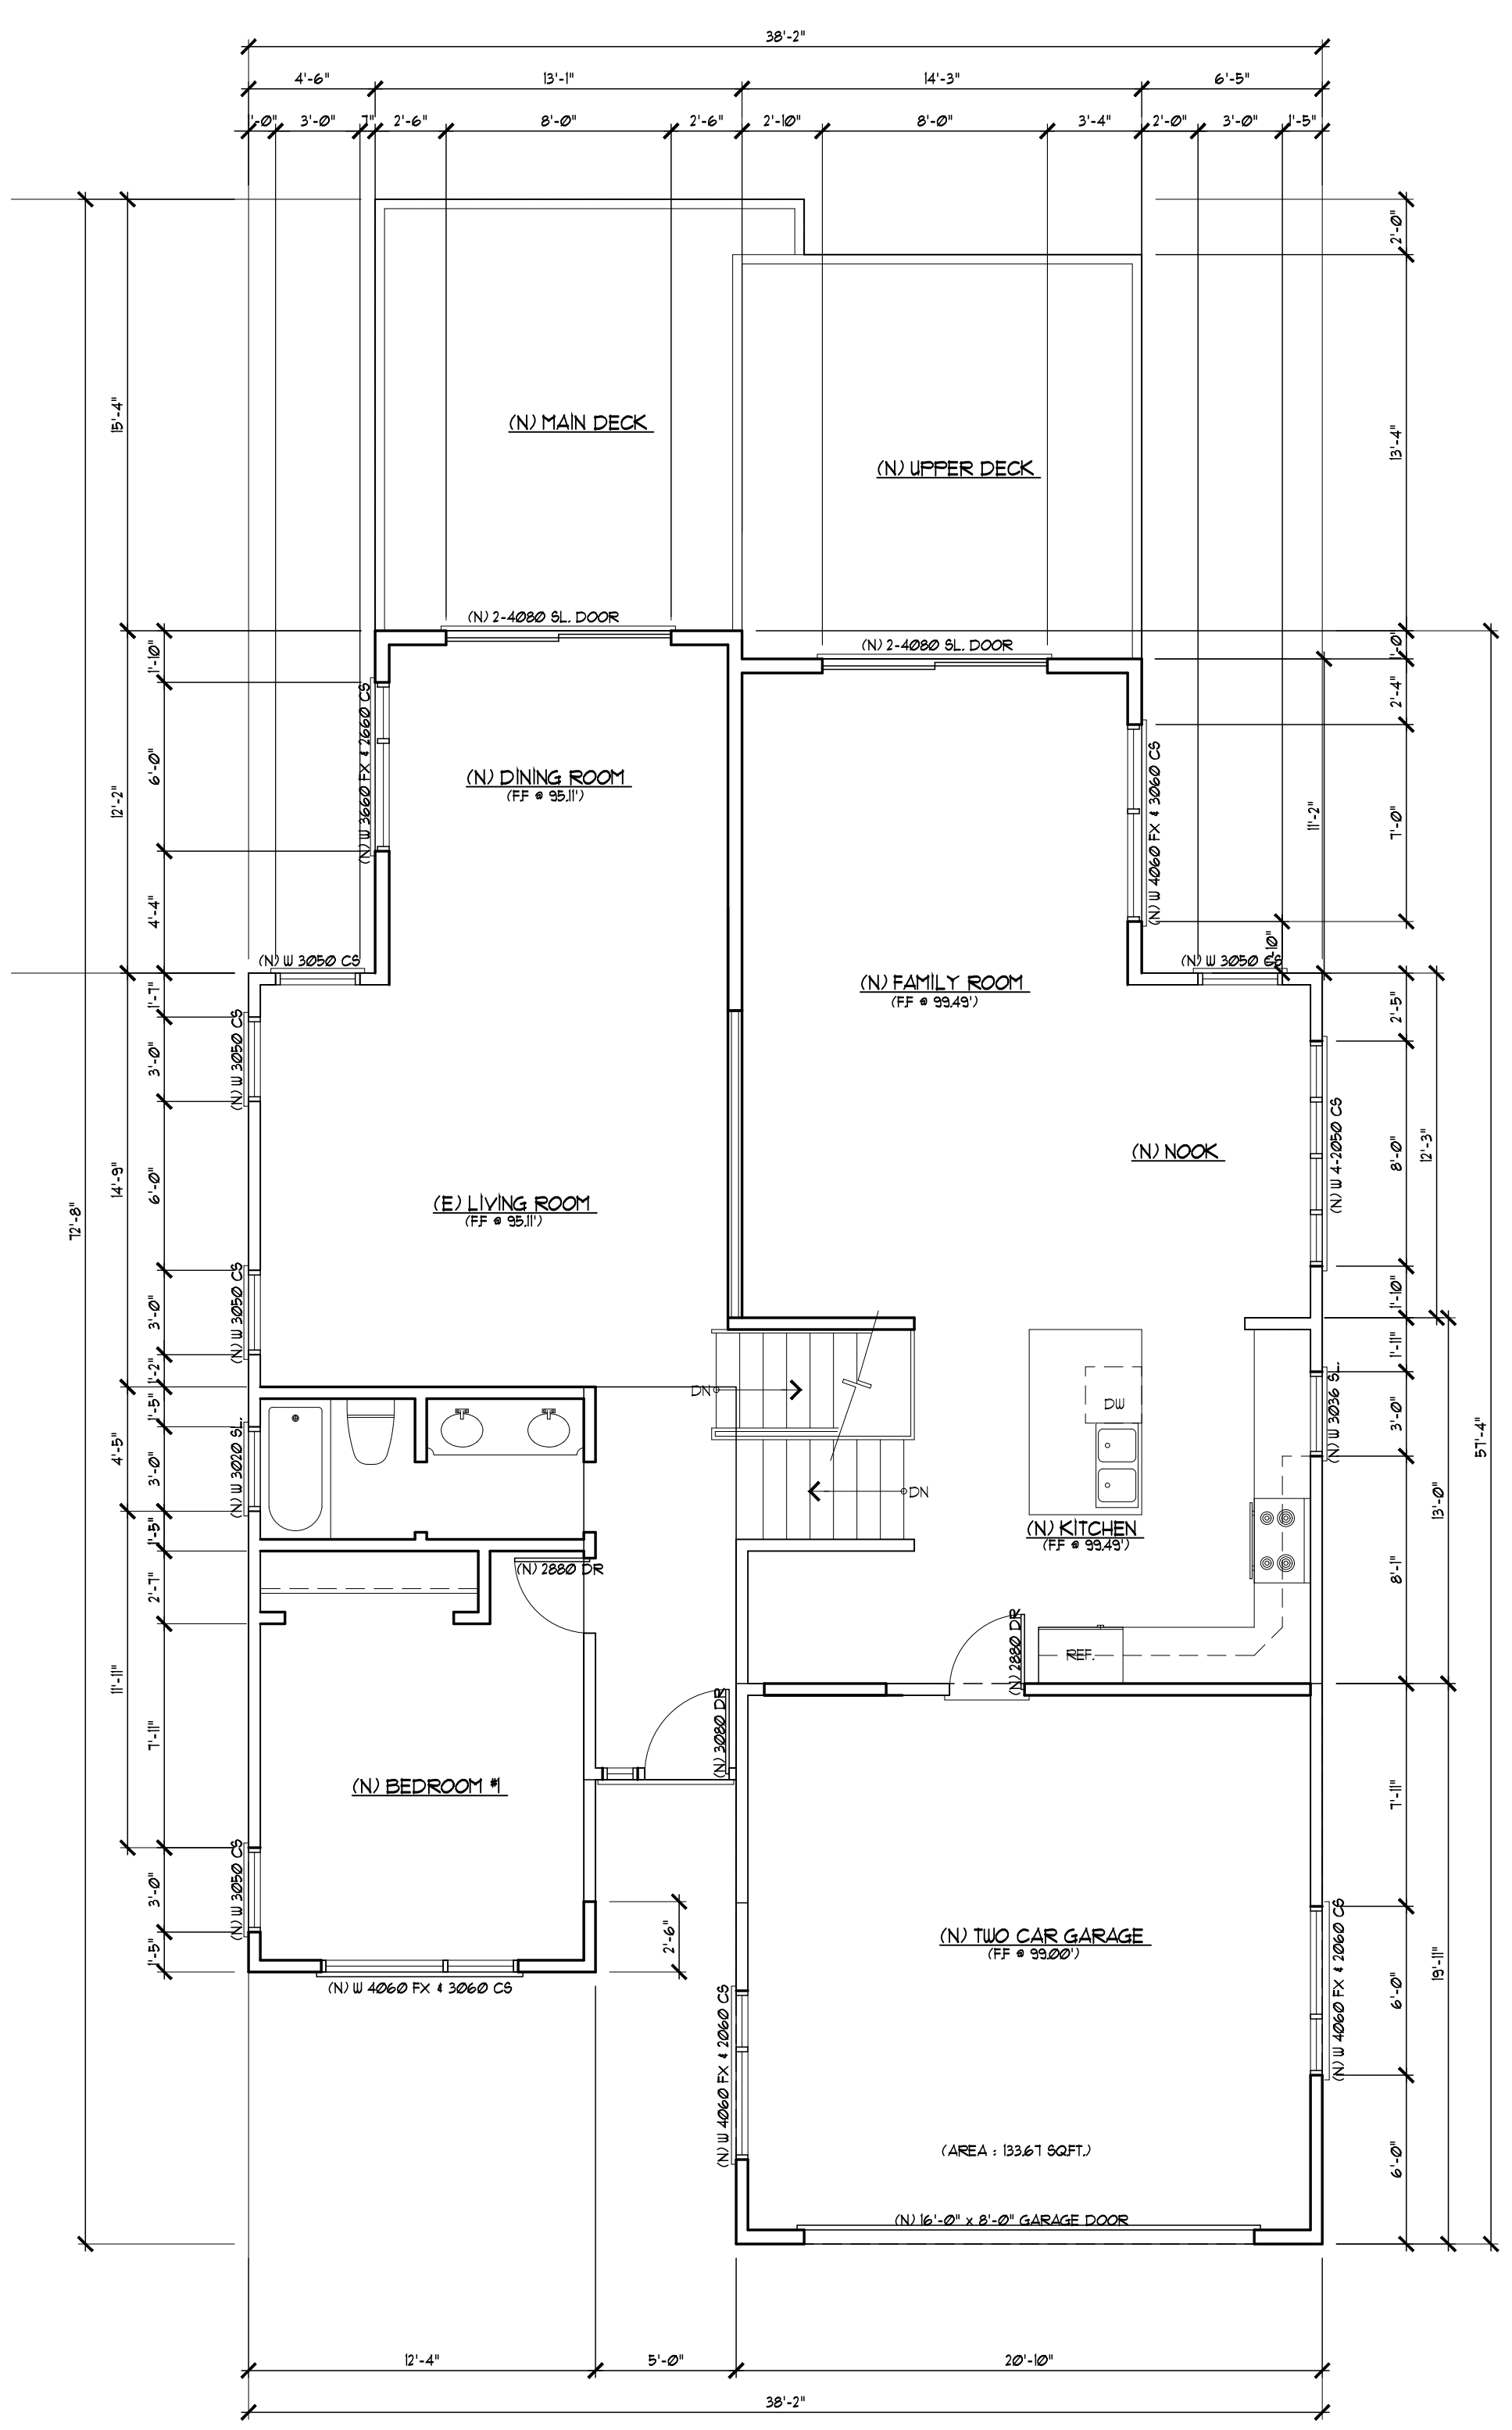 38'-2"
4'-6"
13'-1"
14'-3"
6'-5"
'-0"
3'-0"
7"
2'-6"
8'-0"
2'-6"
2'-10"
8'-0"
3'-4"
2'-0"
3'-0"
1'-5"
2'-0"
15'-4"
13'-4"
(N) MAIN DECK
(N) UPPER DECK
(N) 2-4080 SL. DOOR
(N) 2-4080 SL. DOOR
1'-0"
1'-10"
2'-4"
(N) W 3660 FX & 2660 CS
(N) DINING ROOM
(F.F @ 95.11')
6'-0"
12'-2"
(N) W 4060 FX & 3060 CS
11'-2"
7'-0"
4'-4"
(N) W 3050 CS
(N) W 3050 CS
'-10"
(N) FAMILY ROOM
(F.F @ 99.49')
1'-7"
2'-5"
3'-0"
(N) W 3050 CS
14'-9"
6'-0"
(N) NOOK
(N) W 4-2050 CS
8'-0"
12'-3"
72'-8"
(E) LIVING ROOM
(F.F @ 95.11')
3'-0"
(N) W 3050 CS
1'-10"
1'-2"
1'-11"
DN
DW
1'-5"
4'-5"
3'-0"
(N) W 3020 SL.
(N) W 3036 SL.
3'-0"
57'-4"
DN
13'-0"
1'-5"
(N) KITCHEN
(F.F @ 99.49')
(N) 2880 DR
2'-7"
8'-1"
(N) 2880 DR
REF.
11'-11"
7'-11"
(N) 3080 DR
(N) BEDROOM #1
7'-11"
3'-0"
(N) W 3050 CS
1'-5"
2'-6"
(N) TWO CAR GARAGE
(F.F @ 99.00')
(N) W 4060 FX & 2060 CS
6'-0"
19'-11"
(N) W 4060 FX & 3060 CS
(N) W 4060 FX & 2060 CS
(AREA : 133.67 SQ.FT.)
6'-0"
(N) 16'-0" x 8'-0" GARAGE DOOR
12'-4"
5'-0"
20'-10"
38'-2"